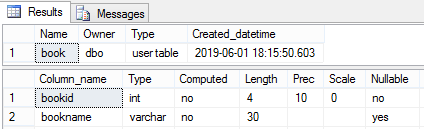 Results Messages
Name Owner Type Created_datetime
1 book dbo user table 2019-06-01 18:15:50.603
Column_name Type Computed Length Prec Scale Nullable
1 bookid int no 4 10 0 no
2 bookname varchar no 30 yes